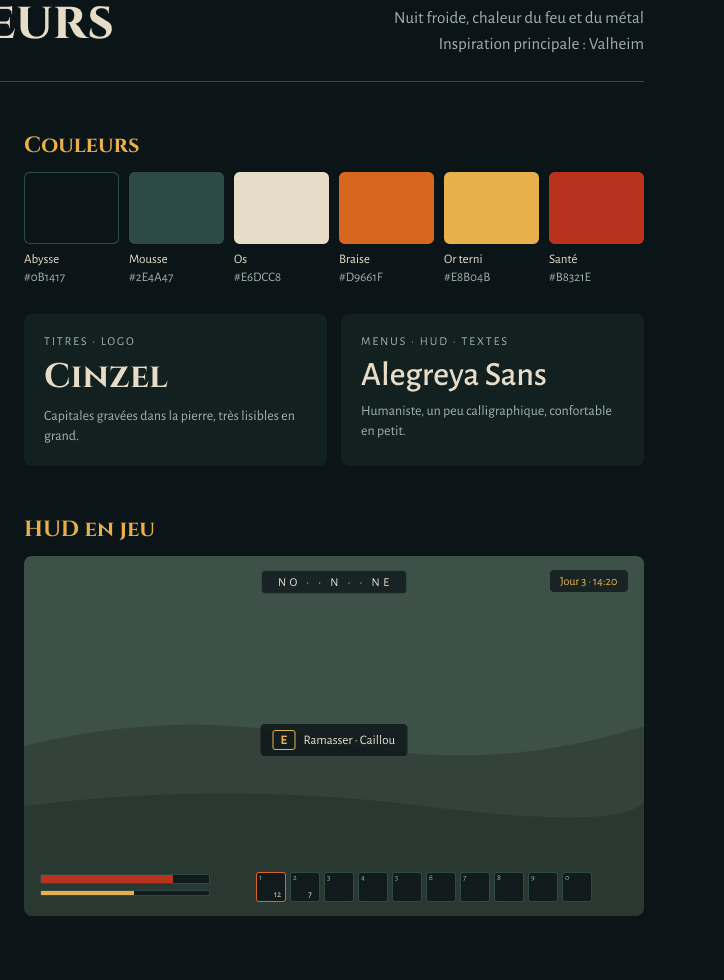 EURS
Nuit froide, chaleur du feu et du métal
Inspiration principale : Valheim
Couleurs
Abysse
#0B1417
Mousse
#2E4A47
Os
#E6DCC8
Braise
#D9661F
Or terni
#E8B04B
Santé
#B8321E
TITRES · LOGO
Cinzel
Capitales gravées dans la pierre, très lisibles en
grand.
MENUS · HUD · TEXTES
Alegreya Sans
Humaniste, un peu calligraphique, confortable
en petit.
HUD en jeu
NO · · N · · NE
Jour 3 · 14:20
E Ramasser · Caillou
1 2 3 4 5 6 7 8 9 0
12 7